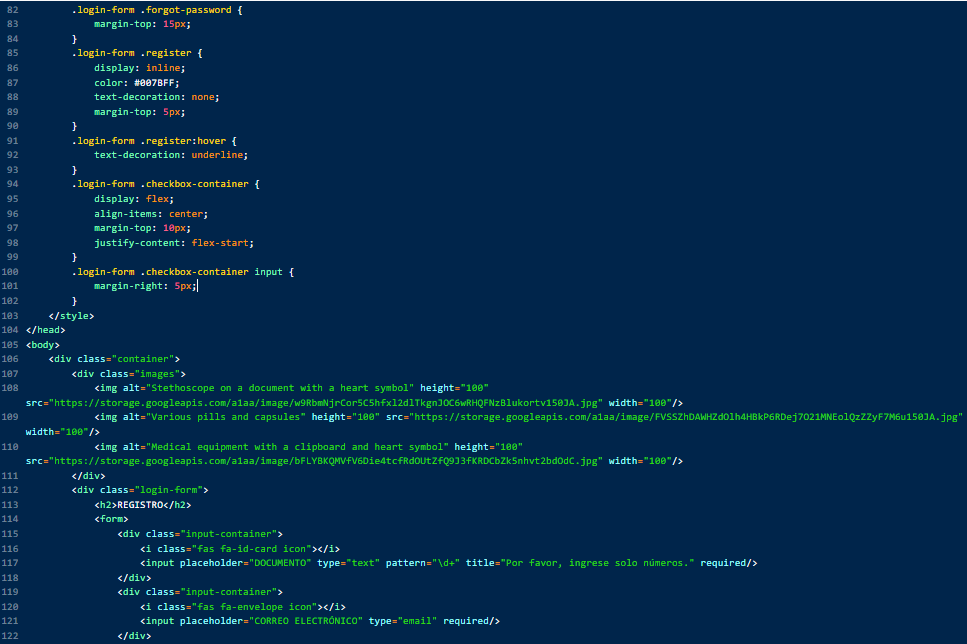 82 .login-form .forgot-password {
83 margin-top: 15px;
84 }
85 .login-form .register {
86 display: inline;
87 color: #007BFF;
88 text-decoration: none;
89 margin-top: 5px;
90 }
91 .login-form .register:hover {
92 text-decoration: underline;
93 }
94 .login-form .checkbox-container {
95 display: flex;
96 align-items: center;
97 margin-top: 10px;
98 justify-content: flex-start;
99 }
100 .login-form .checkbox-container input {
101 margin-right: 5px;
102 }
103 </style>
104 </head>
105 <body>
106 <div class="container">
107 <div class="images">
108 <img alt="Stethoscope on a document with a heart symbol" height="100"
src="https://storage.googleapis.com/a1aa/image/w9RbmNjrCor5C5hfxl2dlTkgnJOC6wRHQFNzBlukortv150JA.jpg" width="100"/>
109 <img alt="Various pills and capsules" height="100" src="https://storage.googleapis.com/a1aa/image/FVSSZhDAWHZdOlh4HBkP6RDej7O21MNEolQzZZyF7M6u150JA.jpg"
width="100"/>
110 <img alt="Medical equipment with a clipboard and heart symbol" height="100"
src="https://storage.googleapis.com/a1aa/image/bFLYBKQMVfV6Die4tcfRdOUtZfQ9J3fKRDCbZk5nhvt2bdOdC.jpg" width="100"/>
111 </div>
112 <div class="login-form">
113 <h2>REGISTRO</h2>
114 <form>
115 <div class="input-container">
116 <i class="fas fa-id-card icon"></i>
117 <input placeholder="DOCUMENTO" type="text" pattern="\d+" title="Por favor, ingrese solo números." required/>
118 </div>
119 <div class="input-container">
120 <i class="fas fa-envelope icon"></i>
121 <input placeholder="CORREO ELECTRÓNICO" type="email" required/>
122 </div>